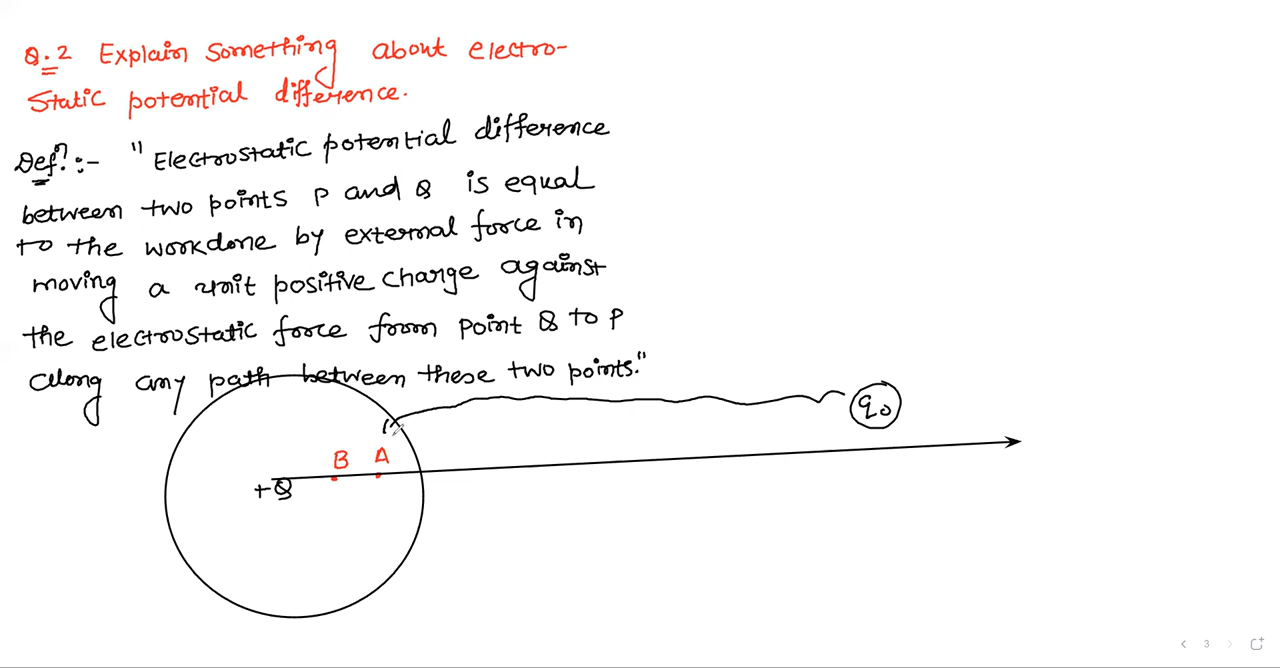 Q.2 Explain something about electro-
static potential difference.
Defn:- "Electrostatic potential difference
between two points P and Q is equal
to the workdone by external force in
moving a unit positive charge against
the electrostatic force from point Q to P
along any path between these two points."
q0
B A
+Q
3